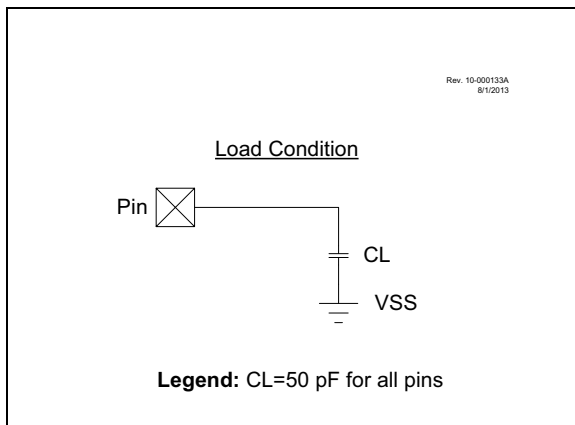 Rev. 10-000133A
8/1/2013
Load Condition
Pin
CL
VSS
Legend: CL=50 pF for all pins